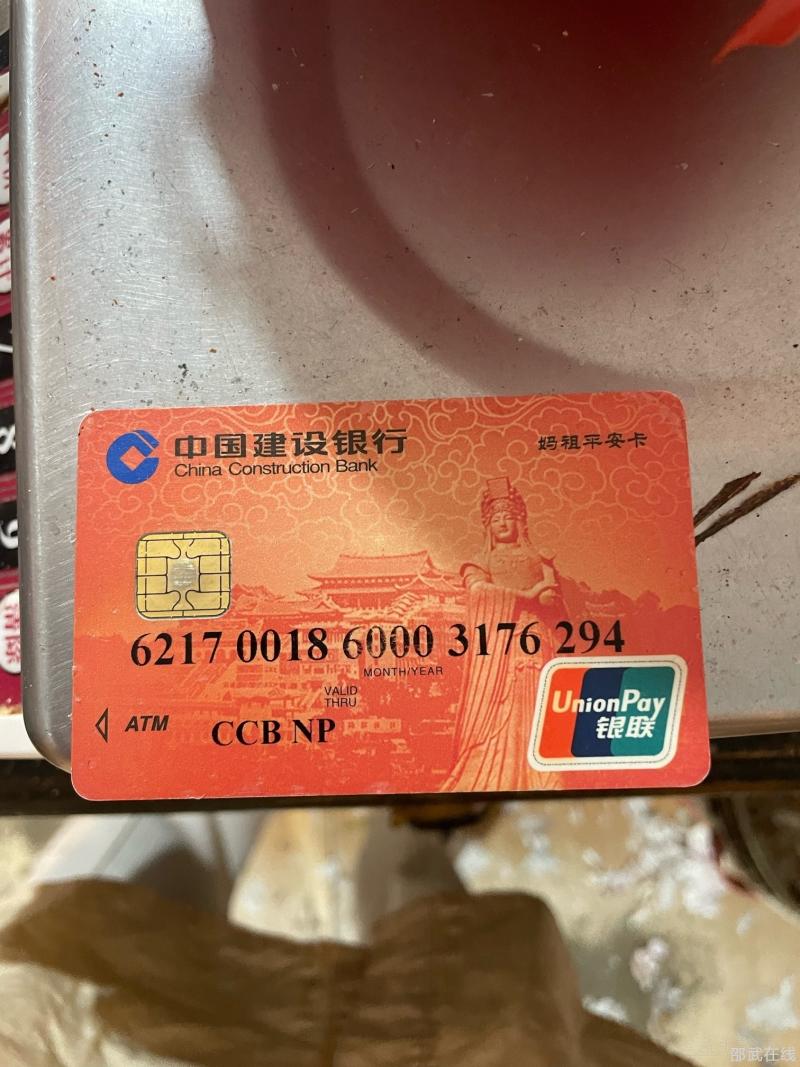 中国建设银行
China Construction Bank
妈祖平安卡
6217 0018 6000 3176 294
MONTH/YEAR
VALID
THRU
ATM
CCB NP
UnionPay
银联
邵武在线